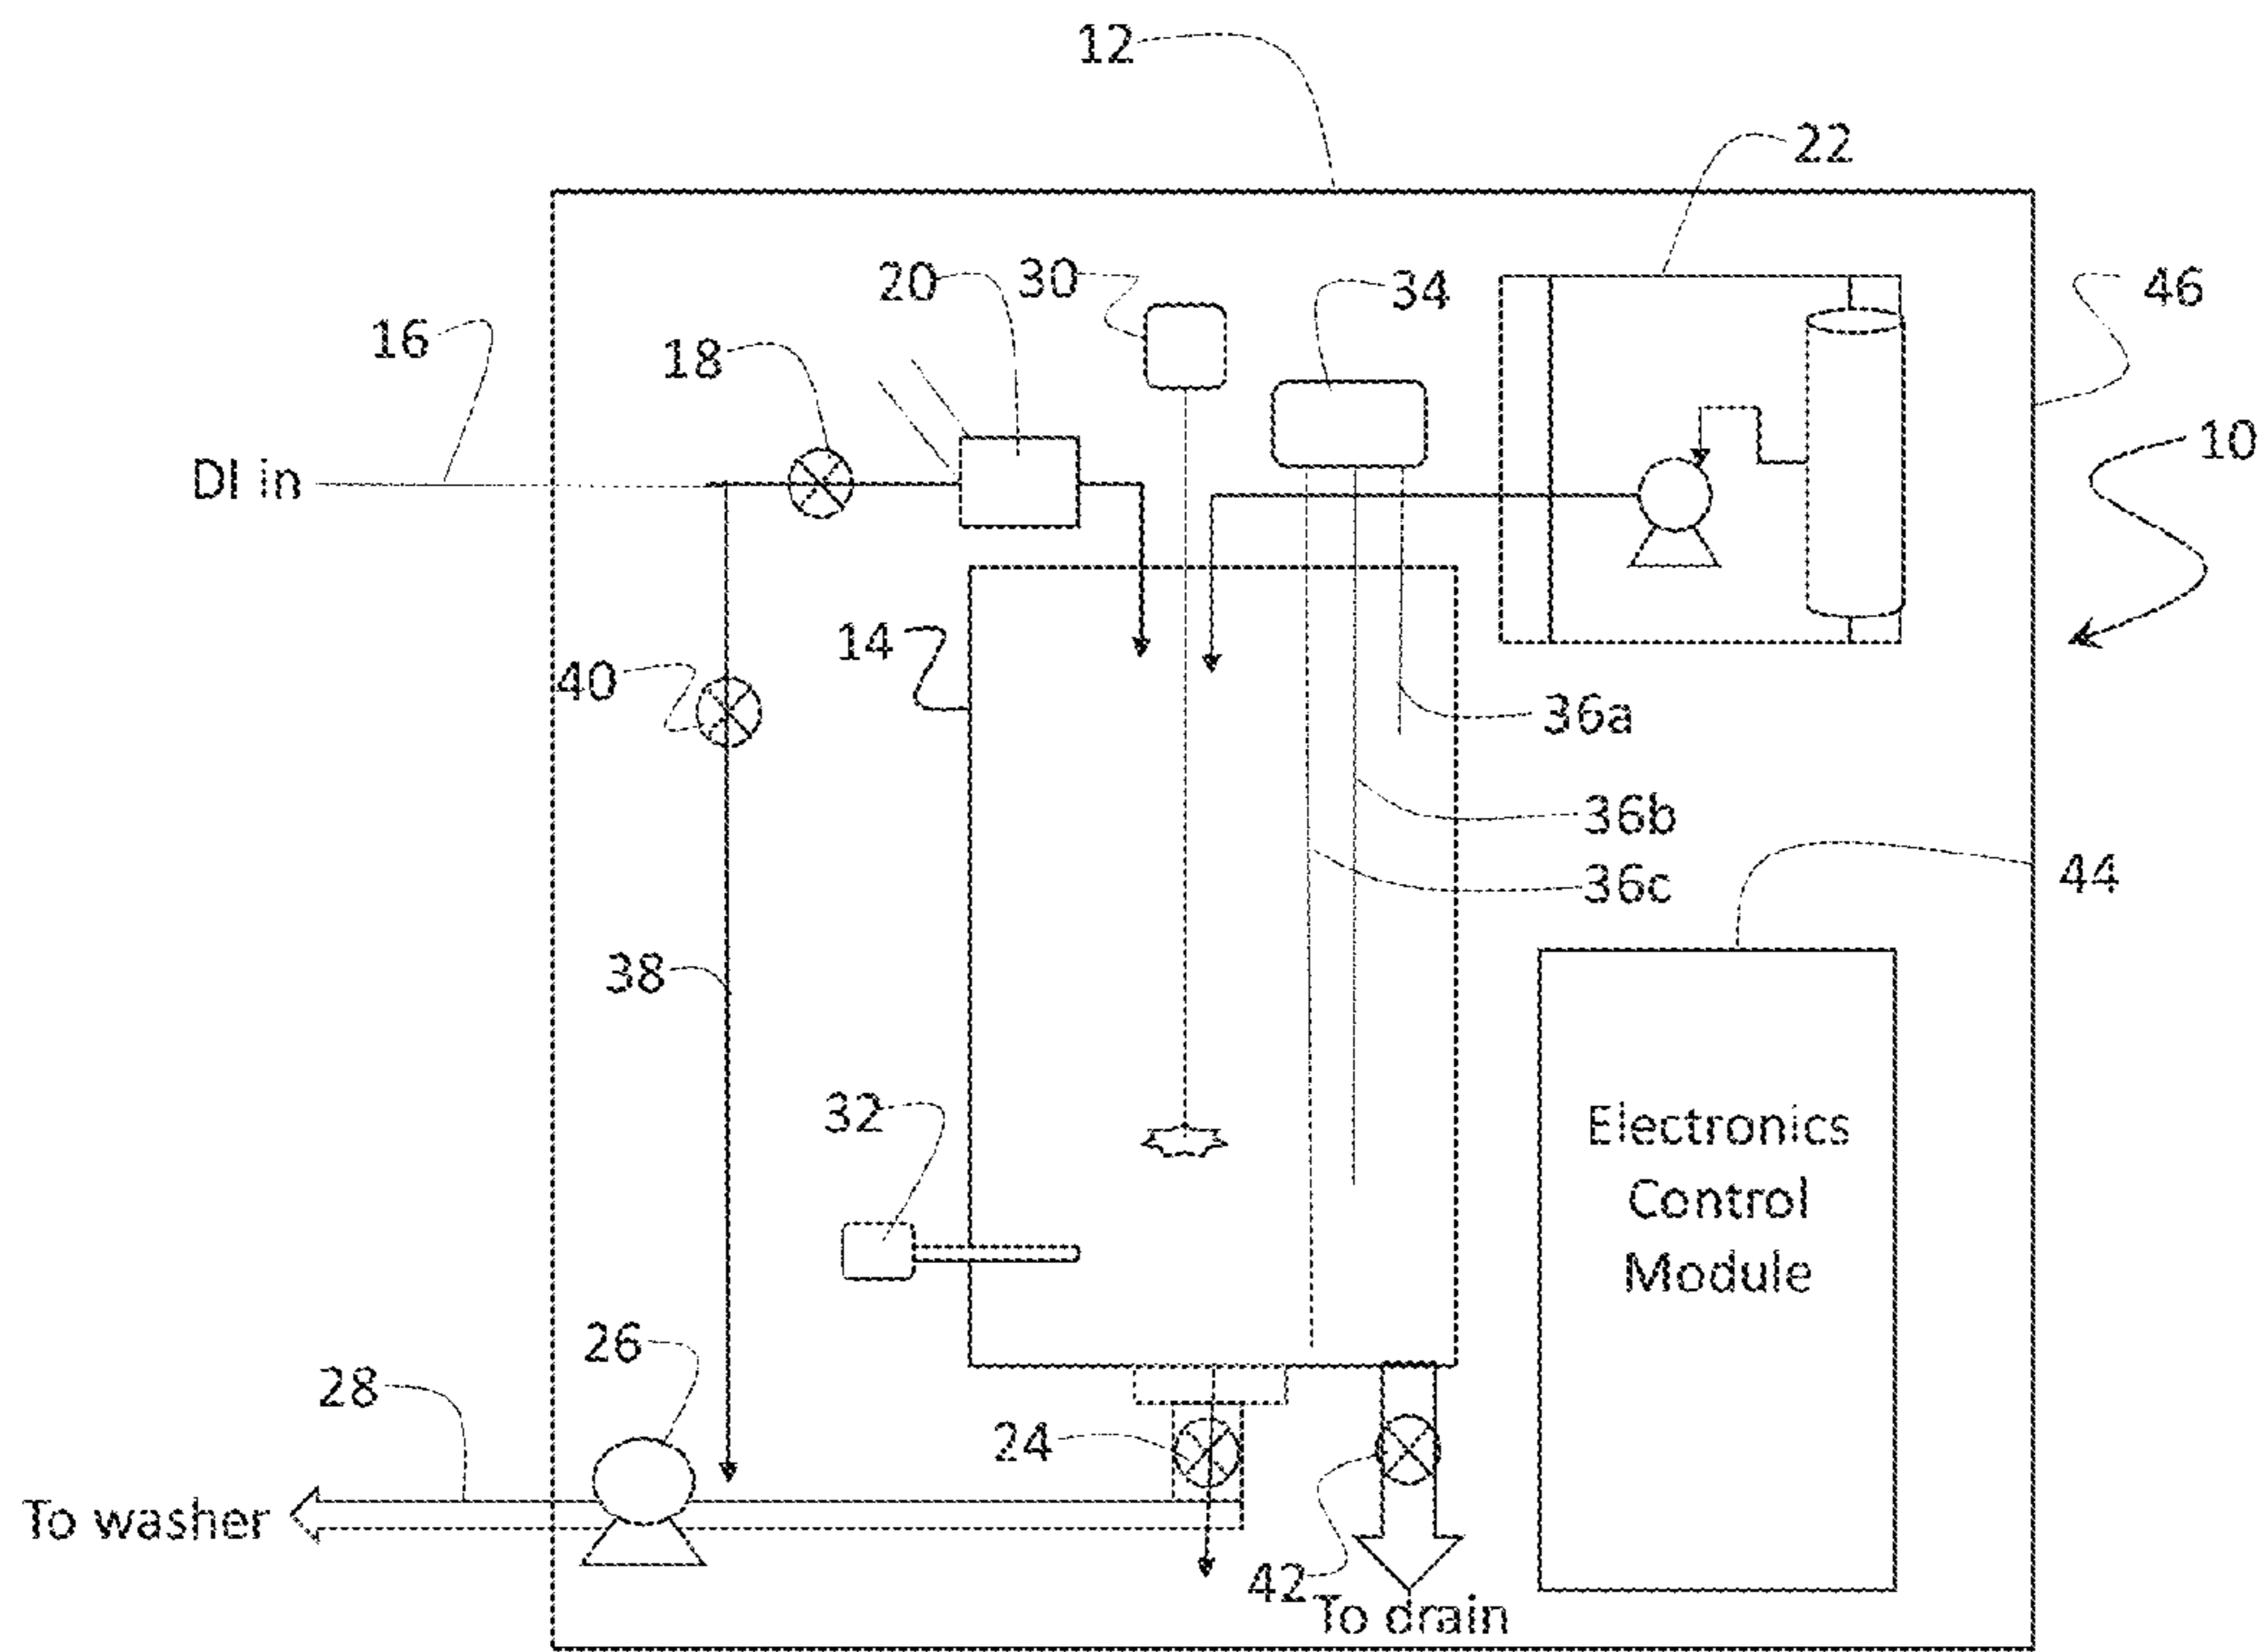 12
22
20
30
34
46
16
18
10
DI in
14
40
36a
36b
36c
44
38
32
Electronics
Control
Module
26
28
24
To washer
42
To drain